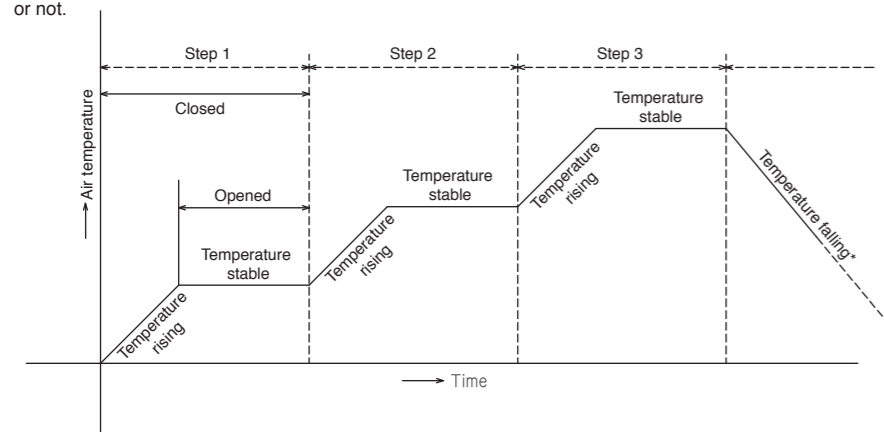 or not.
Step 1
Step 2
Step 3
Closed
Temperature
stable
Air temperature
Temperature
stable
Opened
Temperature
stable
Temperature
rising
Temperature
rising
Temperature
rising
Temperature falling*
Time